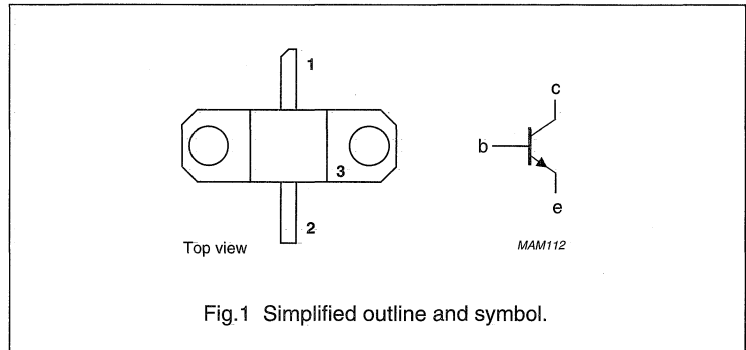 1
c
b
3
e
2
Top view
MAM112
Fig.1 Simplified outline and symbol.